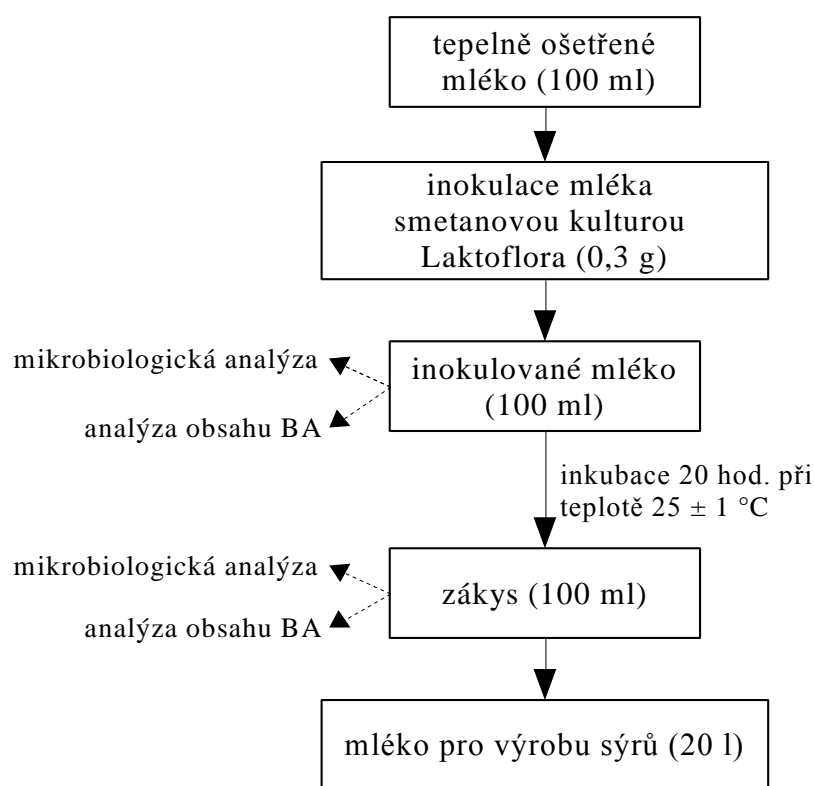 tepelně ošetřené
mléko (100 ml)
inokulace mléka
smetanovou kulturou
Laktoflora (0,3 g)
mikrobiologická analýza
analýza obsahu BA
inokulované mléko
(100 ml)
inkubace 20 hod. při
teplotě 25 ± 1 °C
mikrobiologická analýza
analýza obsahu BA
zákys (100 ml)
mléko pro výrobu sýrů (20 l)